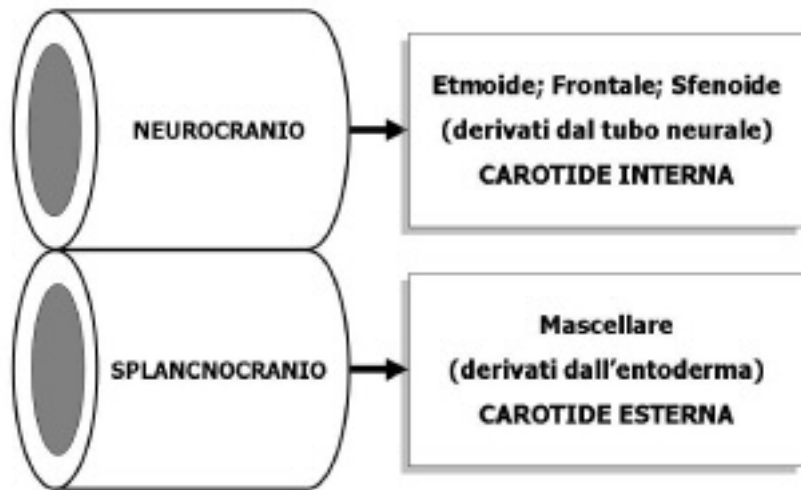 NEUROCRANIO
Etmoide; Frontale; Sfenoide
(derivati dal tubo neurale)
CAROTIDE INTERNA
SPLANCNOCRANIO
Mascellare
(derivati dall'entoderma)
CAROTIDE ESTERNA